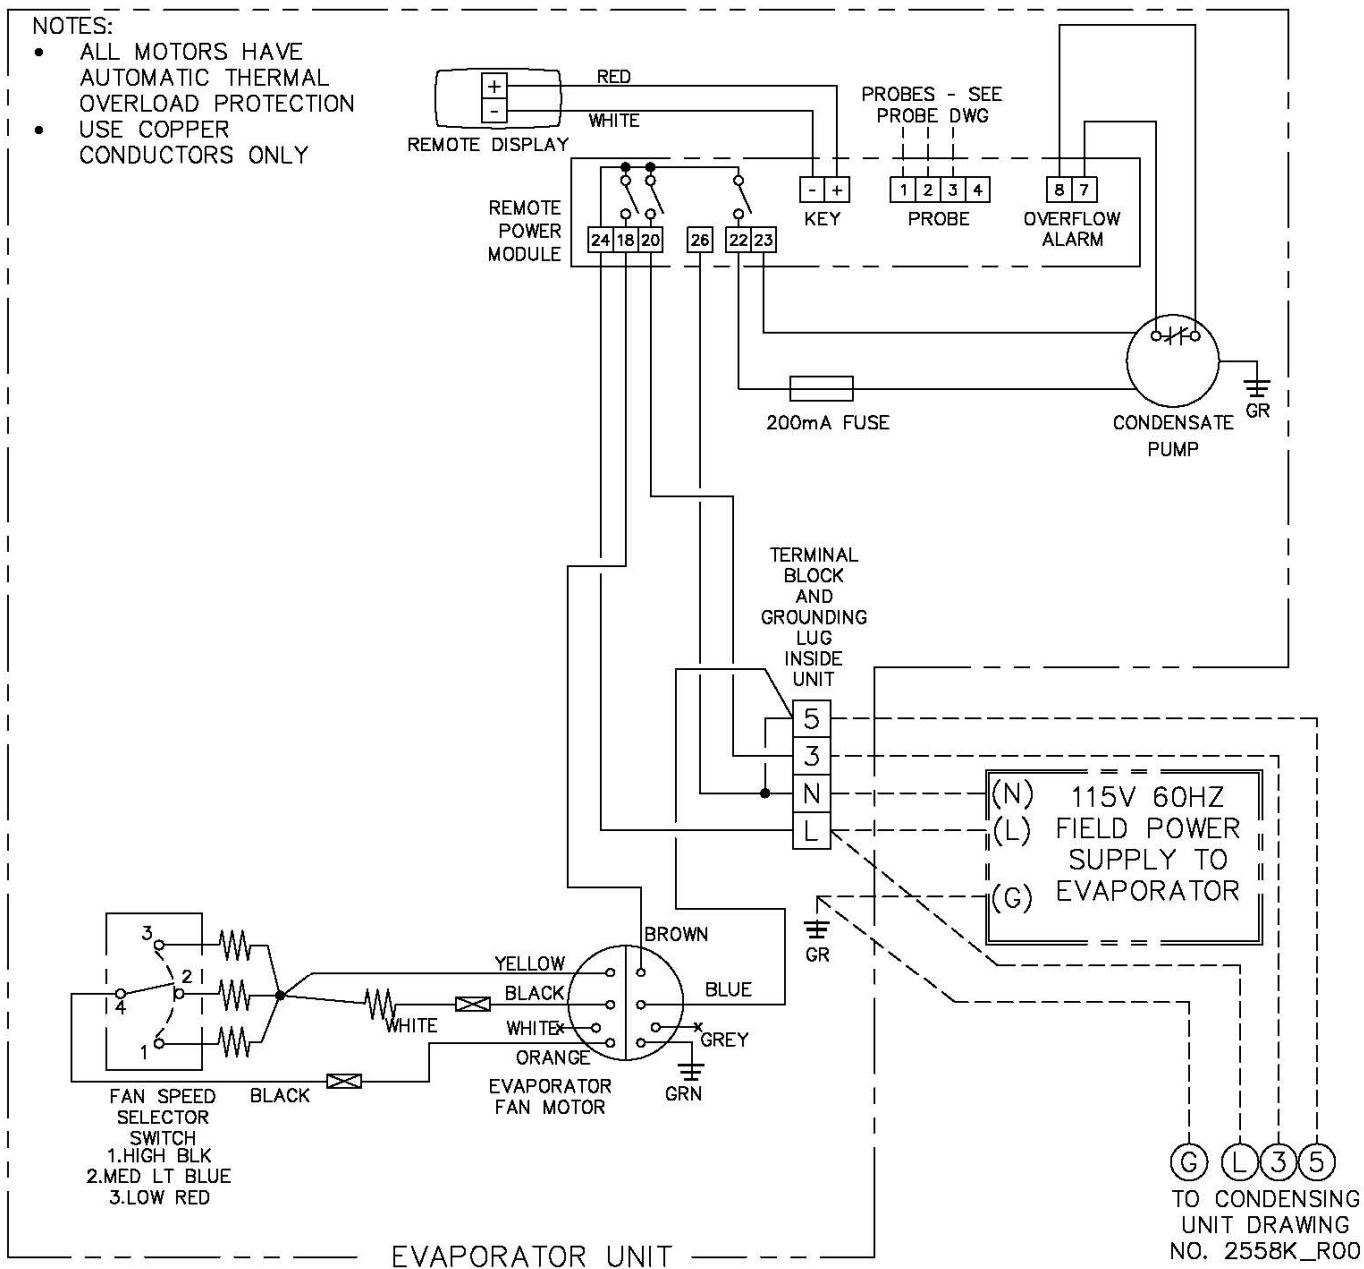 NOTES:
• ALL MOTORS HAVE
AUTOMATIC THERMAL
OVERLOAD PROTECTION
• USE COPPER
CONDUCTORS ONLY
+
-
REMOTE DISPLAY
RED
WHITE
PROBES - SEE
PROBE DWG
REMOTE
POWER
MODULE
- +
KEY
1 2 3 4
PROBE
8 7
OVERFLOW
ALARM
24 18 20 26 22 23
200mA FUSE
CONDENSATE
PUMP
GR
TERMINAL
BLOCK
AND
GROUNDING
LUG
INSIDE
UNIT
5
3
N
L
(N)
(L)
(G)
115V 60HZ
FIELD POWER
SUPPLY TO
EVAPORATOR
GR
3
2
4
1
FAN SPEED
SELECTOR
SWITCH
1.HIGH BLK
2.MED LT BLUE
3.LOW RED
BLACK
WHITE
YELLOW
BLACK
WHITE
ORANGE
BROWN
BLUE
GREY
GRN
EVAPORATOR
FAN MOTOR
G L 3 5
TO CONDENSING
UNIT DRAWING
NO. 2558K_R00
EVAPORATOR UNIT